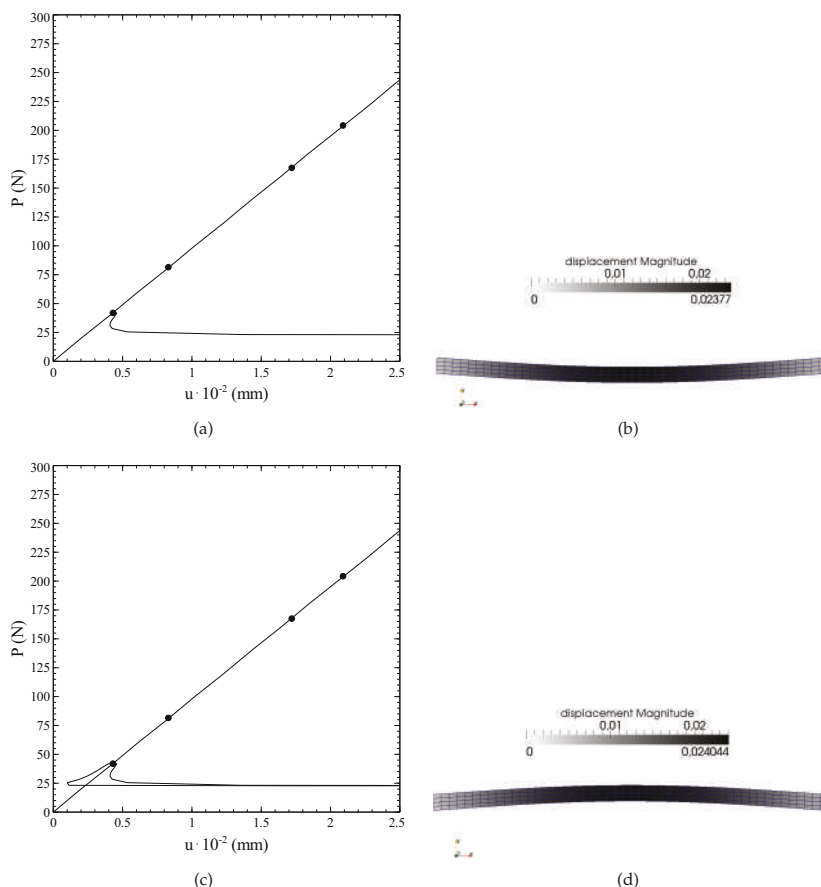 300
275
250
225
200
175
150
125
100
75
50
25
0
P (N)
0 0.5 1 1.5 2 2.5
u · 10⁻² (mm)
(a)
displacement Magnitude
0,01 0,02
0 0,02377
(b)
300
275
250
225
200
175
150
125
100
75
50
25
0
P (N)
0 0.5 1 1.5 2 2.5
u · 10⁻² (mm)
(c)
displacement Magnitude
0,01 0,02
0 0,024044
(d)